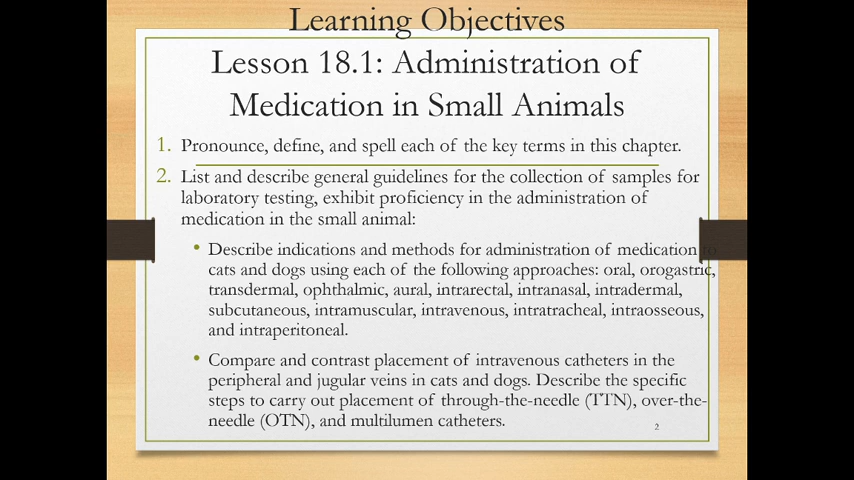 Learning Objectives
Lesson 18.1: Administration of
Medication in Small Animals
1. Pronounce, define, and spell each of the key terms in this chapter.
2. List and describe general guidelines for the collection of samples for
laboratory testing, exhibit proficiency in the administration of
medication in the small animal:
• Describe indications and methods for administration of medication to
cats and dogs using each of the following approaches: oral, orogastric,
transdermal, ophthalmic, aural, intrarectal, intranasal, intradermal,
subcutaneous, intramuscular, intravenous, intratracheal, intraosseous,
and intraperitoneal.
• Compare and contrast placement of intravenous catheters in the
peripheral and jugular veins in cats and dogs. Describe the specific
steps to carry out placement of through-the-needle (TTN), over-the-
needle (OTN), and multilumen catheters.
2